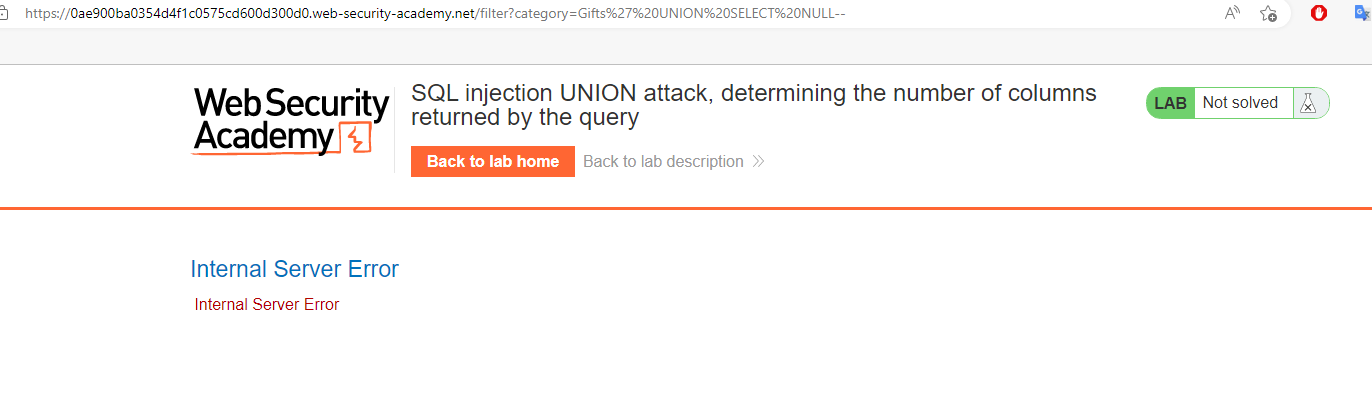 https://0ae900ba0354d4f1c0575cd600d300d0.web-security-academy.net/filter?category=Gifts%27%20UNION%20SELECT%20NULL--
Web Security
Academy
SQL injection UNION attack, determining the number of columns
returned by the query
LAB Not solved
Back to lab home Back to lab description
Internal Server Error
Internal Server Error